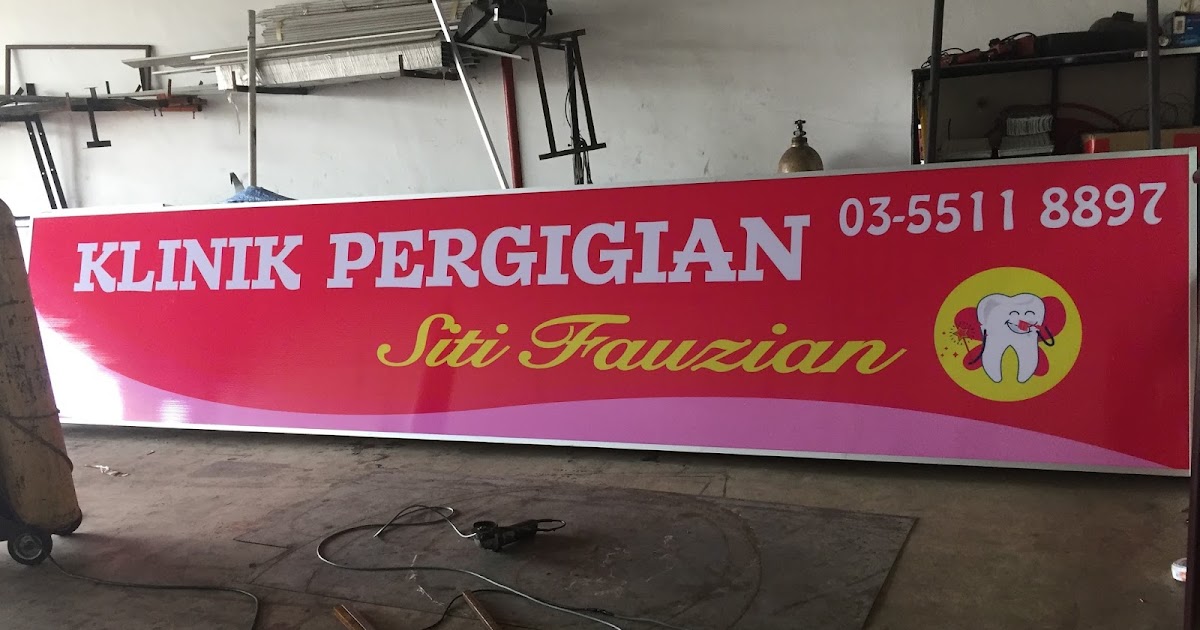 KLINIK PERGIGIAN
03-5511 8897
Siti Fauzian